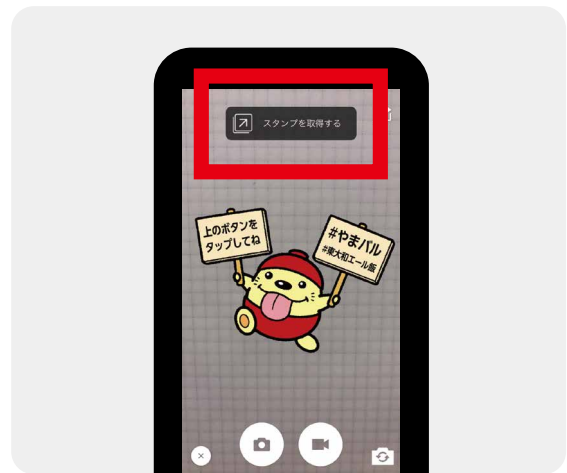 スタンプを取得する
上のボタンを
タップしてね
#やまバル
#東大和エール飯